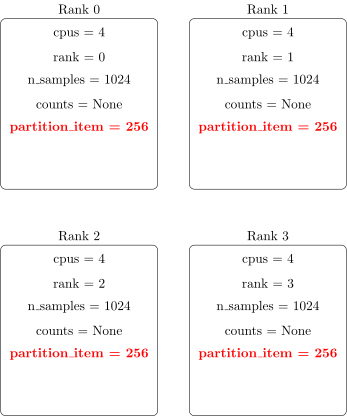 Rank 0
cpus = 4
rank = 0
n_samples = 1024
counts = None
partition_item = 256
Rank 1
cpus = 4
rank = 1
n_samples = 1024
counts = None
partition_item = 256
Rank 2
cpus = 4
rank = 2
n_samples = 1024
counts = None
partition_item = 256
Rank 3
cpus = 4
rank = 3
n_samples = 1024
counts = None
partition_item = 256